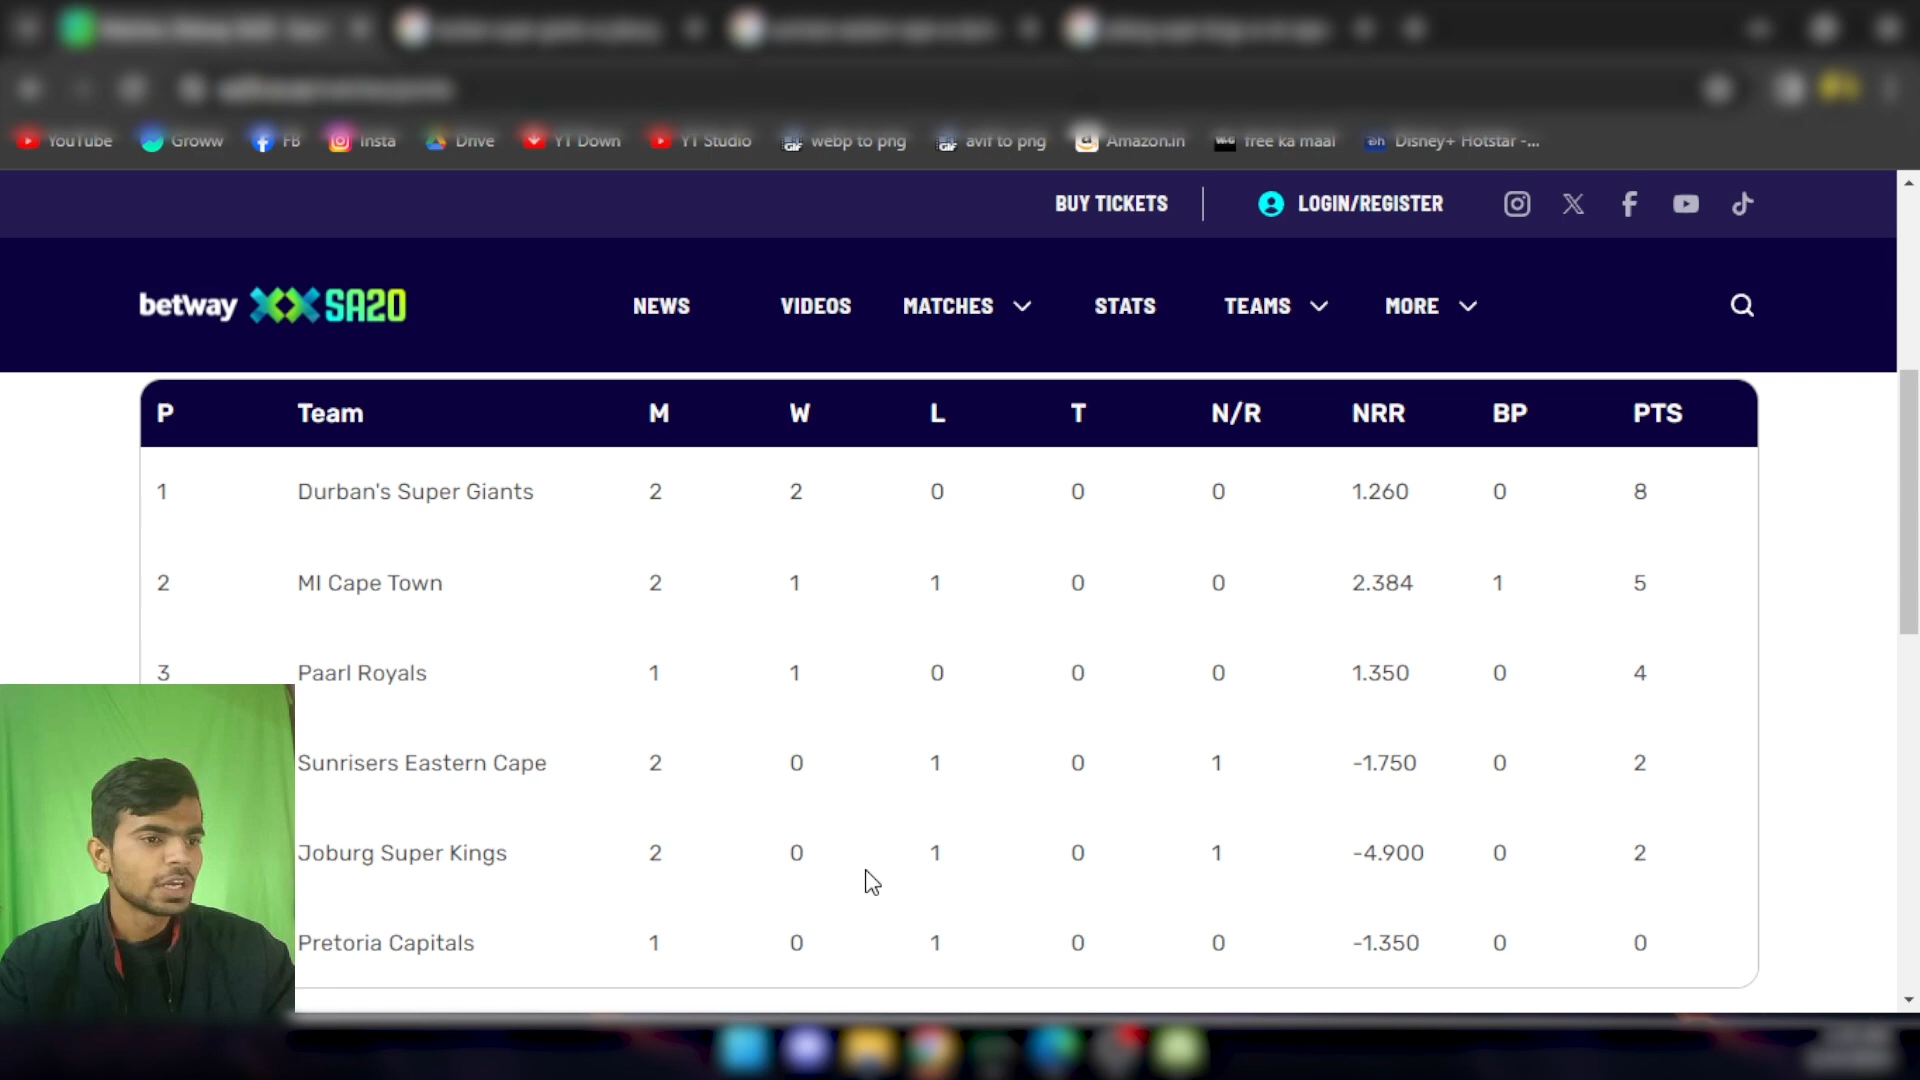 YouTube Groww FB Insta Drive YT Down YT Studio webp to png avif to png Amazon.in free ka maal Disney+ Hotstar -...
BUY TICKETS LOGIN/REGISTER
betway SA20 NEWS VIDEOS MATCHES STATS TEAMS MORE
P Team M W L T N/R NRR BP PTS
1 Durban's Super Giants 2 2 0 0 0 1.260 0 8
2 MI Cape Town 2 1 1 0 0 2.384 1 5
3 Paarl Royals 1 1 0 0 0 1.350 0 4
Sunrisers Eastern Cape 2 0 1 0 1 -1.750 0 2
Joburg Super Kings 2 0 1 0 1 -4.900 0 2
Pretoria Capitals 1 0 1 0 0 -1.350 0 0